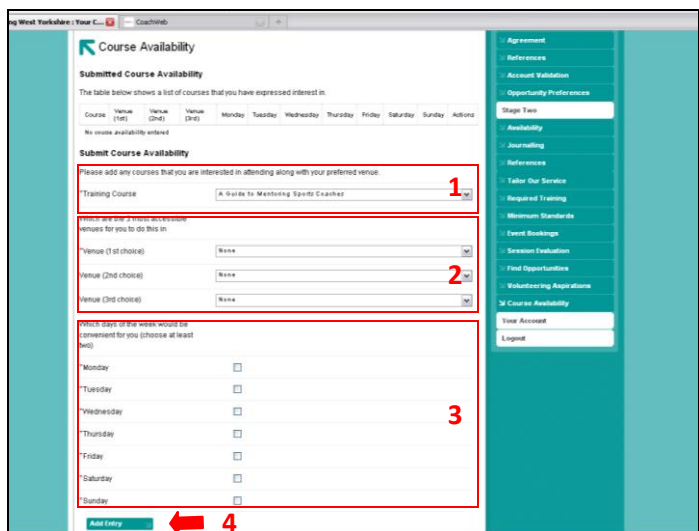 ng West Yorkshire : Your C...
CoachWeb
Course Availability
Submitted Course Availability
The table below shows a list of courses that you have expressed interest in.
Course Venue (1st) Venue (2nd) Venue (3rd) Monday Tuesday Wednesday Thursday Friday Saturday Sunday Actions
No course availability entered
Submit Course Availability
Please add any courses that you are interested in attending along with your preferred venue.
*Training Course A Guide to Mentoring Sports Coaches
1
Which are the 3 most accessible
venues for you to do this in
*Venue (1st choice) None
Venue (2nd choice) None
2
Venue (3rd choice) None
Which days of the week would be
convenient for you (choose at least
two)
*Monday
*Tuesday
*Wednesday
3
*Thursday
*Friday
*Saturday
*Sunday
Add Entry
4
Agreement
References
Account Validation
Opportunity Preferences
Stage Two
Availability
Journalling
References
Tailor Our Service
Required Training
Minimum Standards
Event Bookings
Session Evaluation
Find Opportunities
Volunteering Aspirations
Course Availability
Your Account
Logout